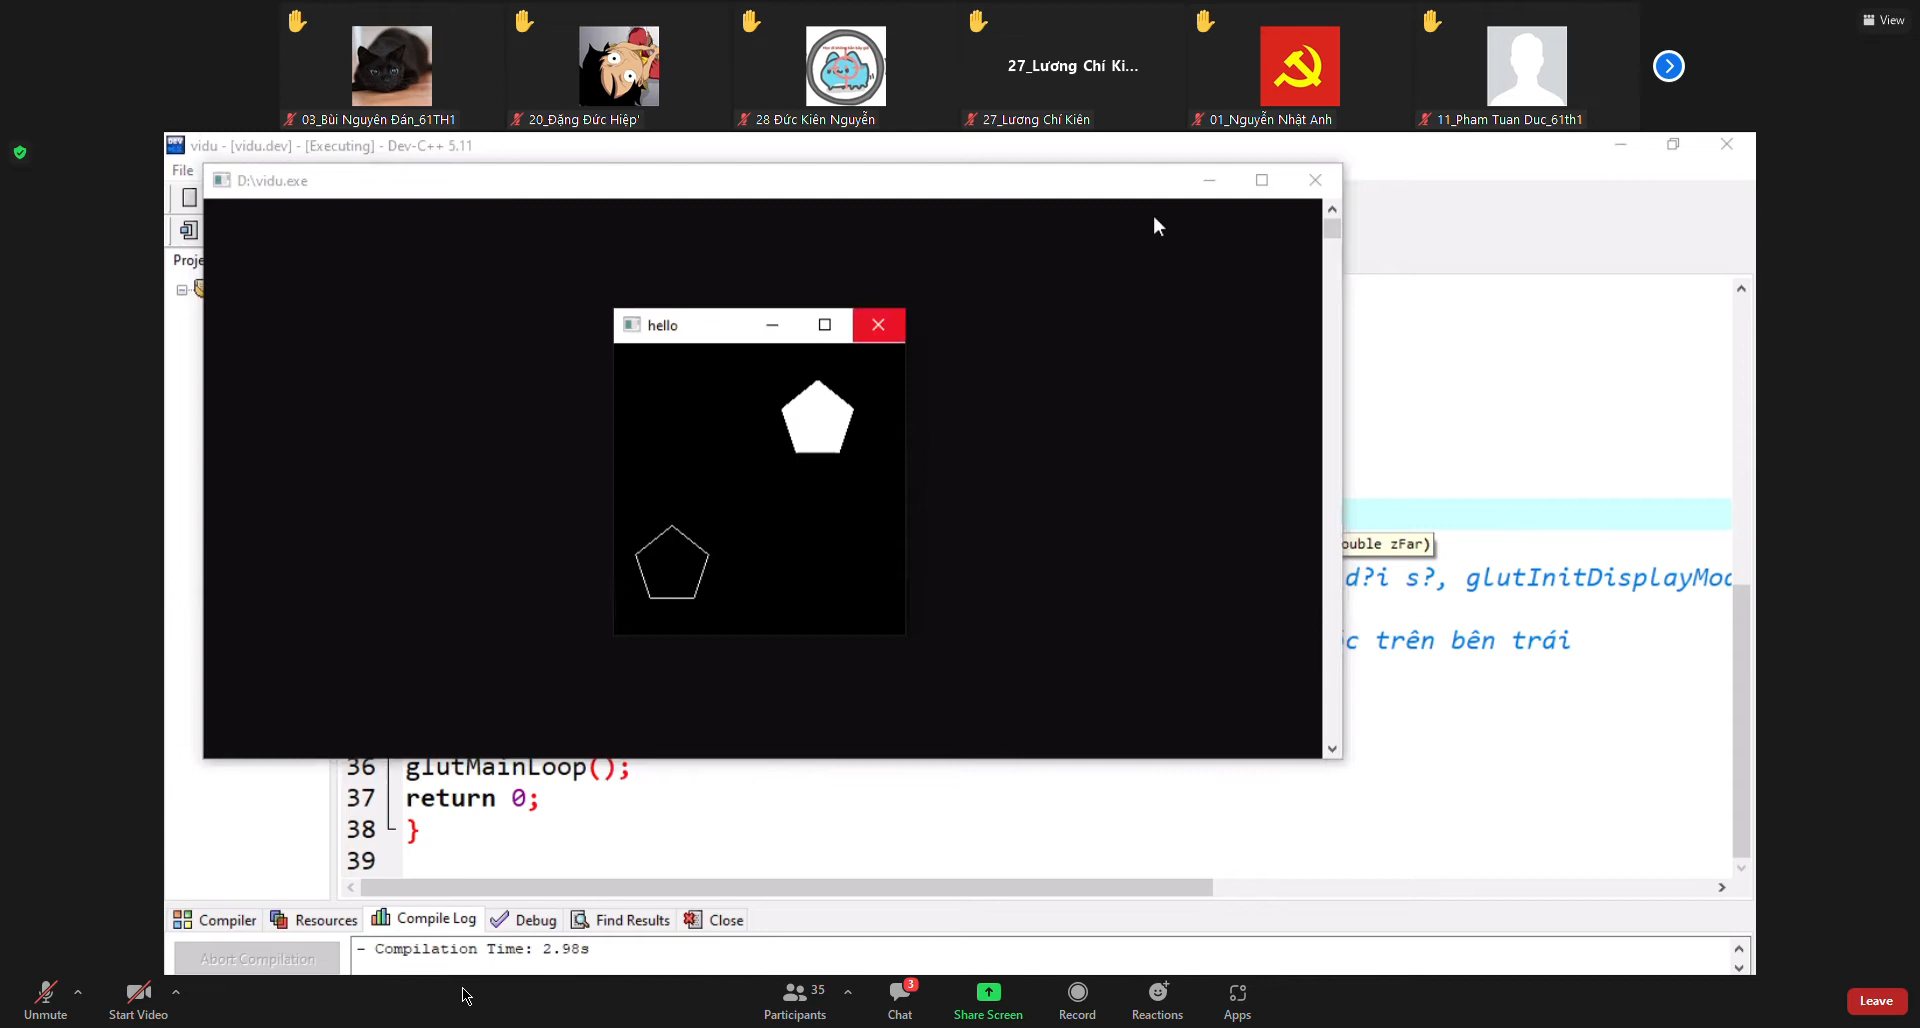 View
27_Lương Chí Ki...
03_Bùi Nguyên Đán_61TH1
20_Đặng Đức Hiệp'
28 Đức Kiên Nguyễn
27_Lương Chí Kiên
01_Nguyễn Nhật Anh
11_Pham Tuan Duc_61th1
vidu - [vidu.dev] - [Executing] - Dev-C++ 5.11
File
D:\vidu.exe
Proje
hello
ouble zFar)
d?i s?, glutInitDisplayMod
c trên bên trái
36 glutMainLoop();
37 return 0;
38 }
39
Compiler Resources Compile Log Debug Find Results Close
Abort Compilation
- Compilation Time: 2.98s
35
3
Unmute Start Video Participants Chat Share Screen Record Reactions Apps Leave